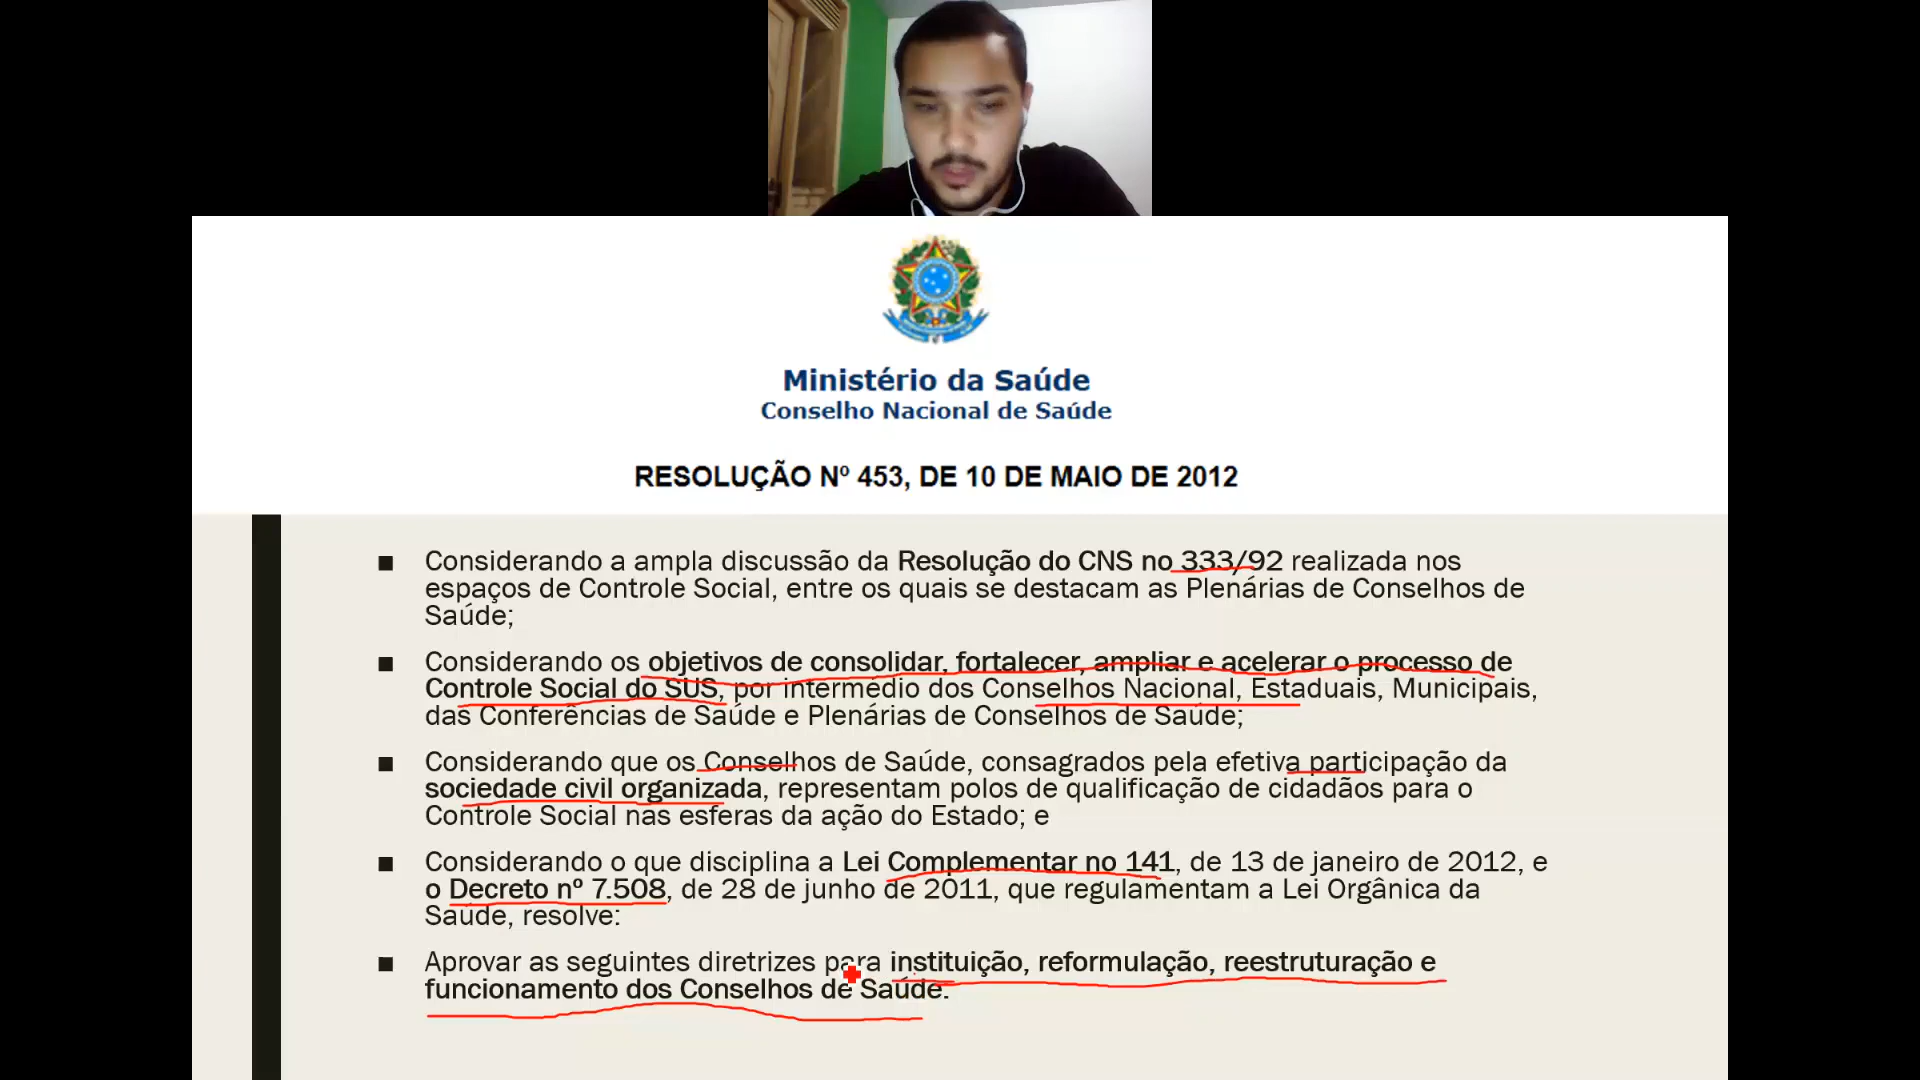 Ministério da Saúde
Conselho Nacional de Saúde
RESOLUÇÃO Nº 453, DE 10 DE MAIO DE 2012
Considerando a ampla discussão da Resolução do CNS no 333/92 realizada nos
espaços de Controle Social, entre os quais se destacam as Plenárias de Conselhos de
Saúde;
Considerando os objetivos de consolidar, fortalecer, ampliar e acelerar o processo de
Controle Social do SUS, por intermédio dos Conselhos Nacional, Estaduais, Municipais,
das Conferências de Saúde e Plenárias de Conselhos de Saúde;
Considerando que os Conselhos de Saúde, consagrados pela efetiva participação da
sociedade civil organizada, representam polos de qualificação de cidadãos para o
Controle Social nas esferas da ação do Estado; e
Considerando o que disciplina a Lei Complementar no 141, de 13 de janeiro de 2012, e
o Decreto nº 7.508, de 28 de junho de 2011, que regulamentam a Lei Orgânica da
Saúde, resolve:
Aprovar as seguintes diretrizes para instituição, reformulação, reestruturação e
funcionamento dos Conselhos de Saúde.